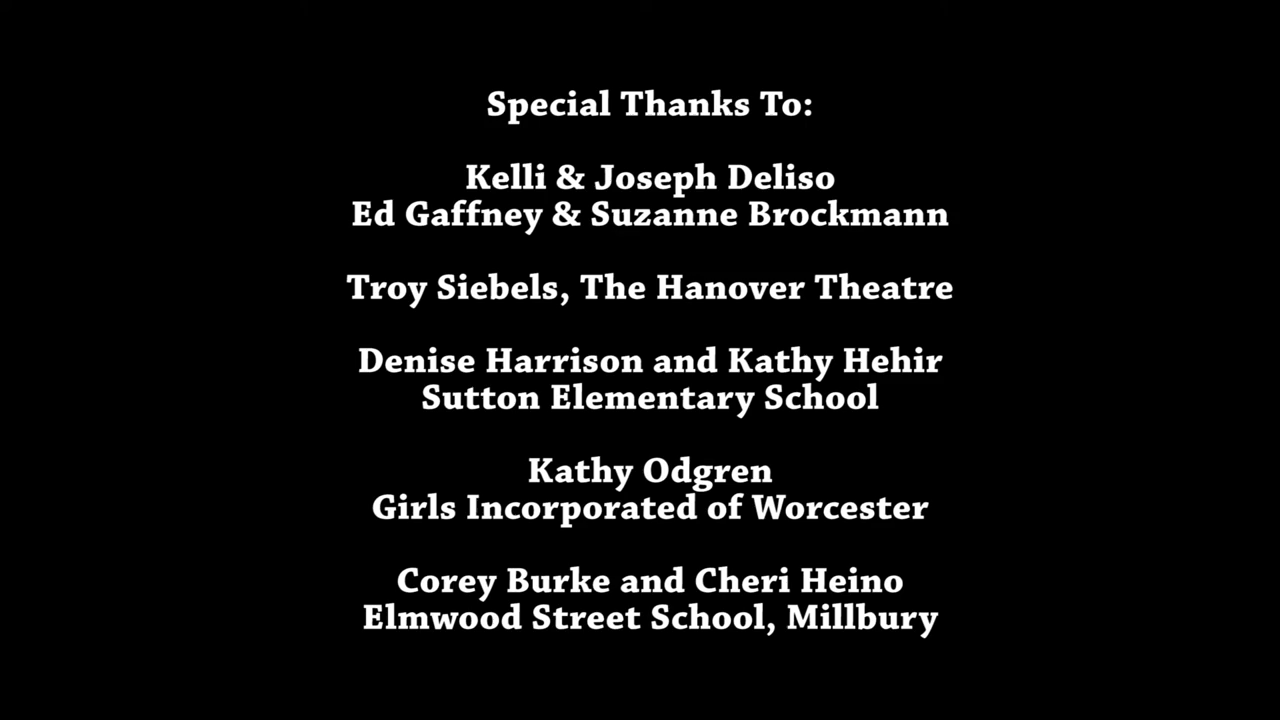 Special Thanks To:
Kelli & Joseph Deliso
Ed Gaffney & Suzanne Brockmann
Troy Siebels, The Hanover Theatre
Denise Harrison and Kathy Hehir
Sutton Elementary School
Kathy Odgren
Girls Incorporated of Worcester
Corey Burke and Cheri Heino
Elmwood Street School, Millbury